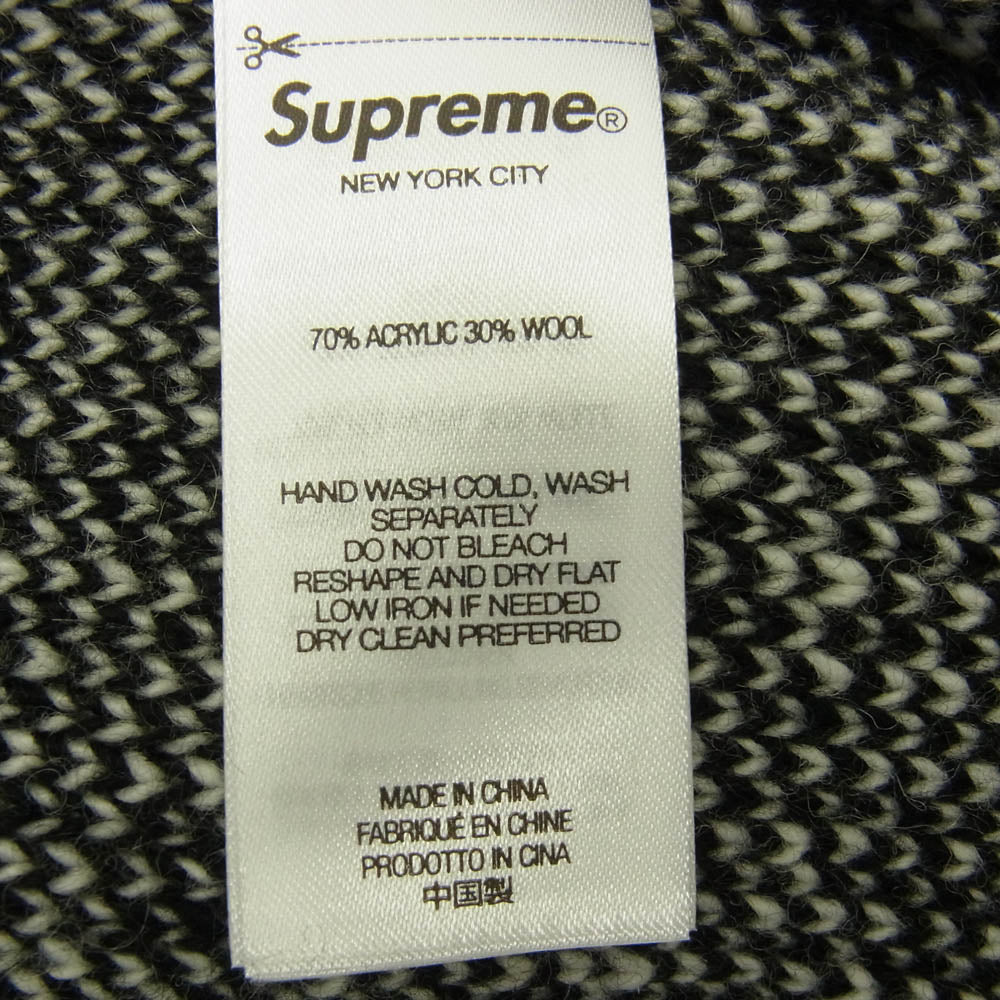 Supreme®
NEW YORK CITY
70% ACRYLIC 30% WOOL
HAND WASH COLD, WASH
SEPARATELY
DO NOT BLEACH
RESHAPE AND DRY FLAT
LOW IRON IF NEEDED
DRY CLEAN PREFERRED
MADE IN CHINA
FABRIQUÉ EN CHINE
PRODOTTO IN CINA
中国製